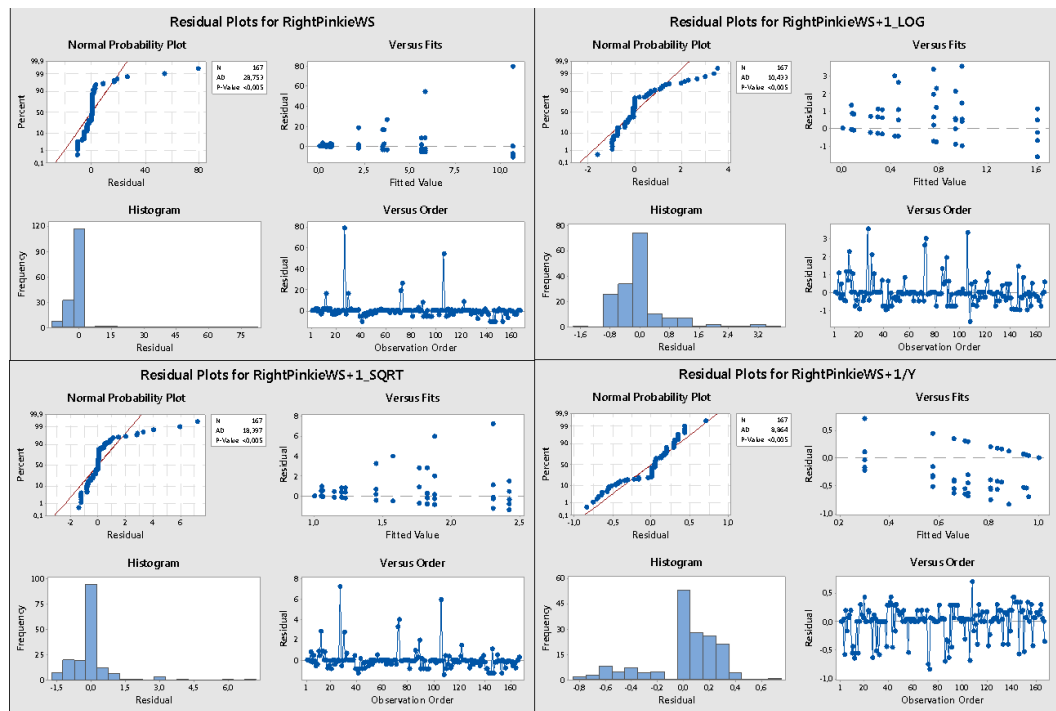 Residual Plots for RightPinkieWS
Normal Probability Plot
Versus Fits
99,9
99
90
50
10
1
0,1
Percent
0
40
80
Residual
N 167
AD 28,753
P-Value <0,005
80
60
40
20
0
Residual
0,0
2,5
5,0
7,5
10,0
Fitted Value
Histogram
Versus Order
120
90
60
30
0
Frequency
0
15
30
45
60
75
Residual
80
60
40
20
0
Residual
1
20
40
60
80
100
120
140
160
Observation Order
Residual Plots for RightPinkieWS+1_LOG
Normal Probability Plot
Versus Fits
99,9
99
90
50
10
1
0,1
Percent
-2
0
2
4
Residual
N 167
AD 10,433
P-Value <0,005
3
2
1
0
-1
Residual
0,0
0,4
0,8
1,2
1,6
Fitted Value
Histogram
Versus Order
80
60
40
20
0
Frequency
-1,6
-0,8
0,0
0,8
1,6
2,4
3,2
Residual
3
2
1
0
-1
Residual
1
20
40
60
80
100
120
140
160
Observation Order
Residual Plots for RightPinkieWS+1_SQRT
Normal Probability Plot
Versus Fits
99,9
99
90
50
10
1
0,1
Percent
-2
0
2
4
6
Residual
N 167
AD 18,397
P-Value <0,005
8
6
4
2
0
Residual
1,0
1,5
2,0
2,5
Fitted Value
Histogram
Versus Order
100
75
50
25
0
Frequency
-1,5
0,0
1,5
3,0
4,5
6,0
Residual
8
6
4
2
0
Residual
1
20
40
60
80
100
120
140
160
Observation Order
Residual Plots for RightPinkieWS+1/Y
Normal Probability Plot
Versus Fits
99,9
99
90
50
10
1
0,1
Percent
-1,0
-0,5
0,0
0,5
1,0
Residual
N 167
AD 8,864
P-Value <0,005
0,5
0,0
-0,5
-1,0
Residual
0,2
0,4
0,6
0,8
1,0
Fitted Value
Histogram
Versus Order
60
45
30
15
0
Frequency
-0,8
-0,6
-0,4
-0,2
0,0
0,2
0,4
0,6
Residual
0,5
0,0
-0,5
-1,0
Residual
1
20
40
60
80
100
120
140
160
Observation Order